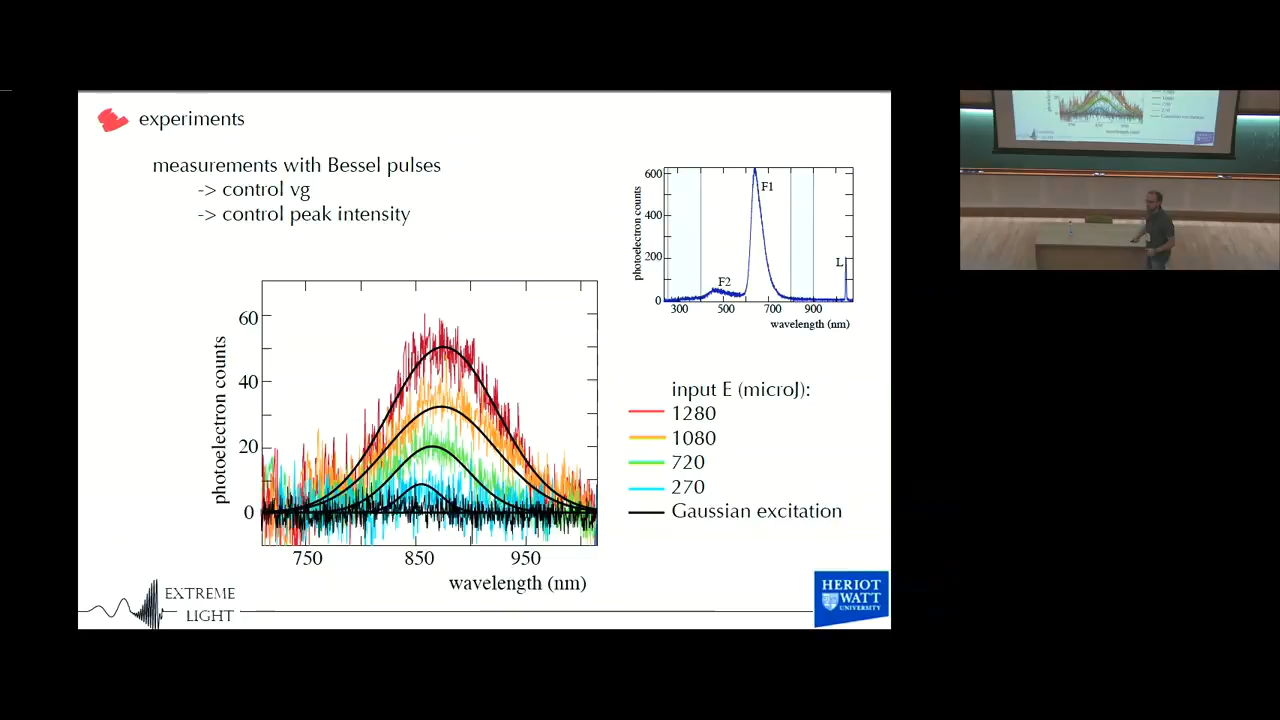 experiments
measurements with Bessel pulses
-> control vg
-> control peak intensity
photoelectron counts
600
400
200
0
F1
F2
L
300
500
700
900
wavelength (nm)
photoelectron counts
60
40
20
0
750
850
950
wavelength (nm)
input E (microJ):
1280
1080
720
270
Gaussian excitation
EXTREME
LIGHT
HERIOT
WATT
UNIVERSITY